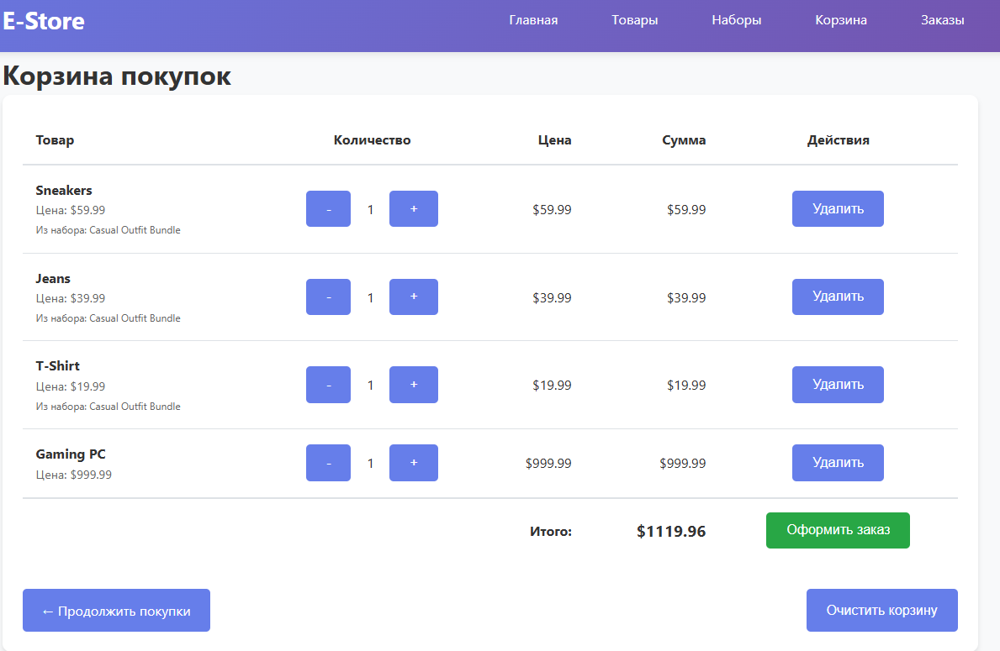 E-Store Главная Товары Наборы Корзина Заказы
Корзина покупок
Товар Количество Цена Сумма Действия
Sneakers
Цена: $59.99
Из набора: Casual Outfit Bundle
- 1 + $59.99 $59.99 Удалить
Jeans
Цена: $39.99
Из набора: Casual Outfit Bundle
- 1 + $39.99 $39.99 Удалить
T-Shirt
Цена: $19.99
Из набора: Casual Outfit Bundle
- 1 + $19.99 $19.99 Удалить
Gaming PC
Цена: $999.99
- 1 + $999.99 $999.99 Удалить
Итого: $1119.96 Оформить заказ
← Продолжить покупки Очистить корзину